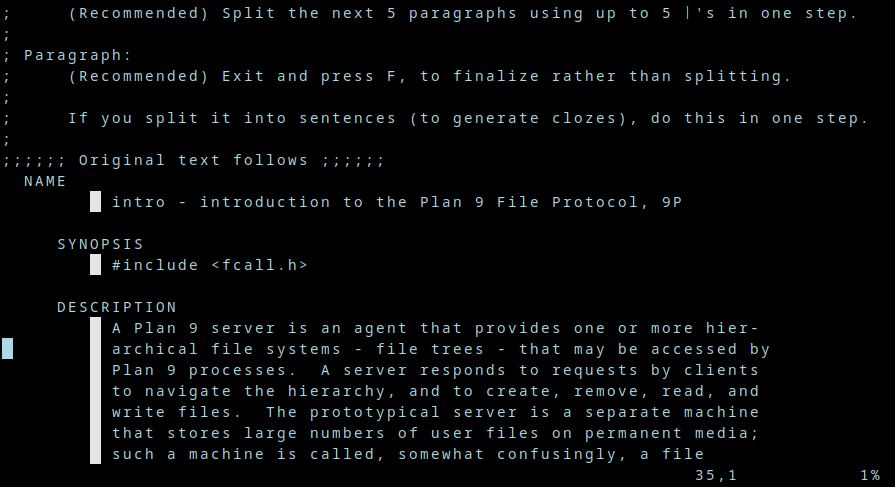 ;     (Recommended) Split the next 5 paragraphs using up to 5 |'s in one step.
;
; Paragraph:
;     (Recommended) Exit and press F, to finalize rather than splitting.
;
;     If you split it into sentences (to generate clozes), do this in one step.
;
;;;;;; Original text follows ;;;;;;
  NAME
          intro - introduction to the Plan 9 File Protocol, 9P

     SYNOPSIS
          #include <fcall.h>

     DESCRIPTION
          A Plan 9 server is an agent that provides one or more hier-
          archical file systems - file trees - that may be accessed by
          Plan 9 processes.  A server responds to requests by clients
          to navigate the hierarchy, and to create, remove, read, and
          write files.  The prototypical server is a separate machine
          that stores large numbers of user files on permanent media;
          such a machine is called, somewhat confusingly, a file
35,1          1%